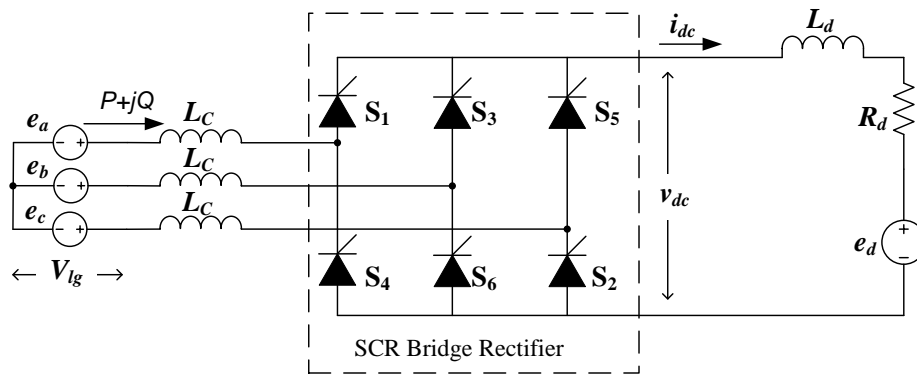 i_dc
L_d
P+jQ
L_C
e_a
S_1
S_3
S_5
R_d
L_C
e_b
L_C
e_c
v_dc
e_d
V_lg
S_4
S_6
S_2
SCR Bridge Rectifier